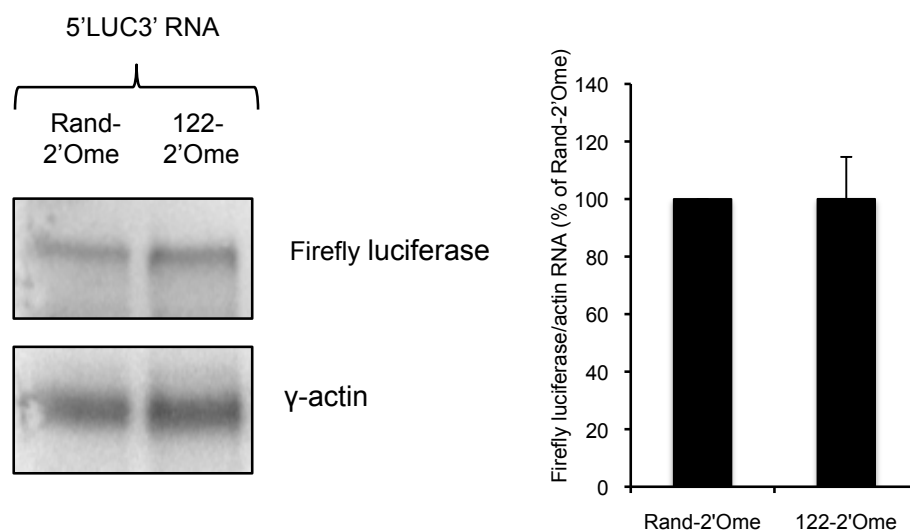 5'LUC3' RNA
Rand-
2'Ome
122-
2'Ome
Firefly luciferase
γ-actin
Firefly luciferase/actin RNA (% of Rand-2'Ome)
140
120
100
80
60
40
20
0
Rand-2'Ome
122-2'Ome